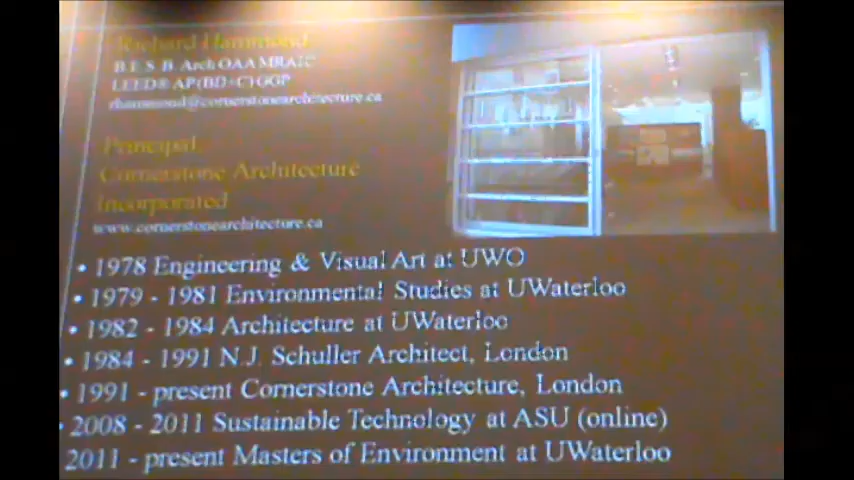 Richard Hammond
B.E.S. B. Arch OAA MRAIC
LEED® AP (BD+C) GGP
rhammond@cornerstonearchitecture.ca
Principal,
Cornerstone Architecture
Incorporated
www.cornerstonearchitecture.ca
• 1978 Engineering & Visual Art at UWO
• 1979 - 1981 Environmental Studies at UWaterloo
• 1982 - 1984 Architecture at UWaterloo
• 1984 - 1991 N.J. Schuller Architect, London
• 1991 - present Cornerstone Architecture, London
• 2008 - 2011 Sustainable Technology at ASU (online)
2011 - present Masters of Environment at UWaterloo